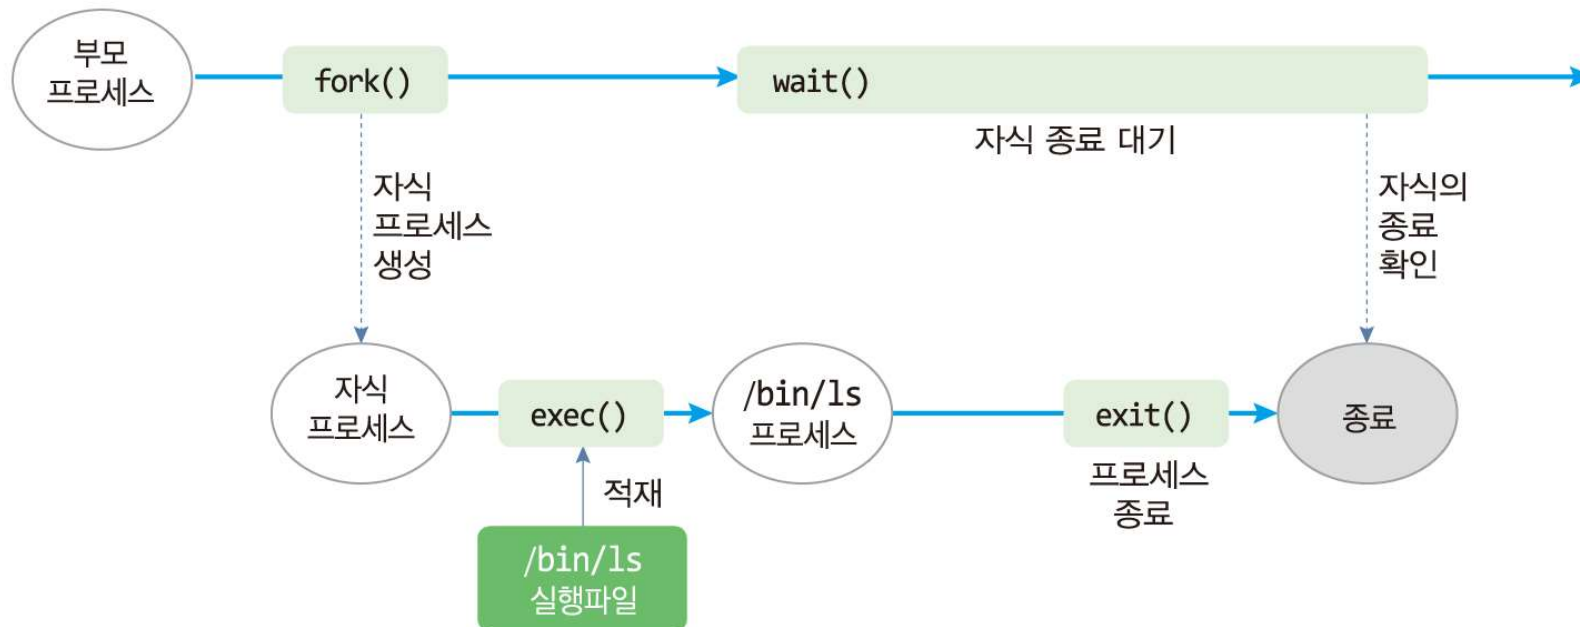 부모
프로세스
fork()
wait()
자식 종료 대기
자식
프로세스
생성
자식의
종료
확인
자식
프로세스
exec()
/bin/ls
프로세스
exit()
종료
적재
프로세스
종료
/bin/ls
실행파일